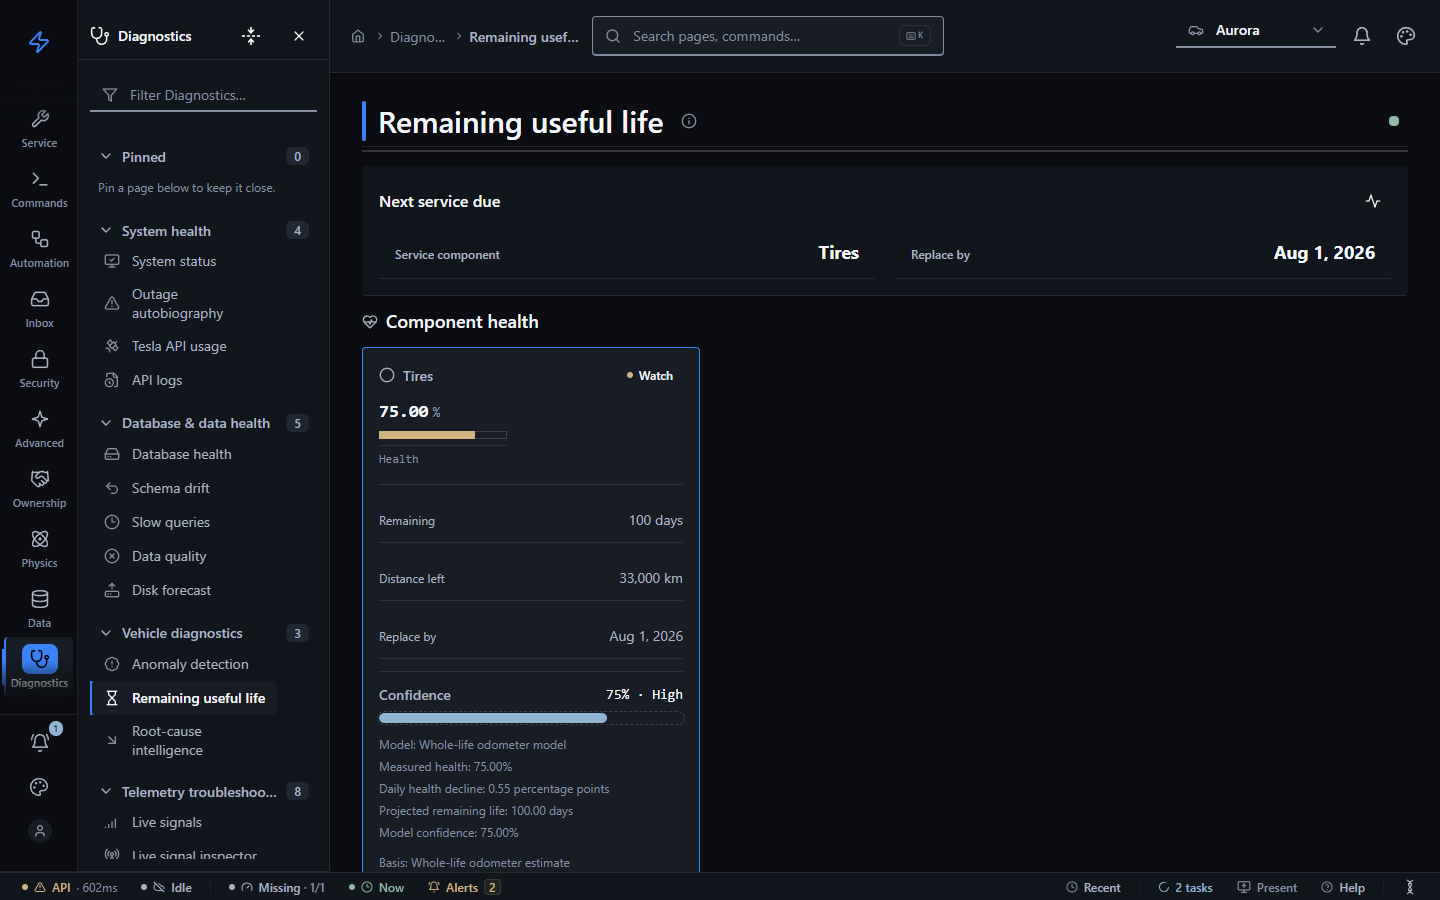 Diagnostics
Filter Diagnostics...
Service
Commands
Automation
Inbox
Security
Advanced
Ownership
Physics
Data
Diagnostics
1
Pinned
0
Pin a page below to keep it close.
System health
4
System status
Outage
autobiography
Tesla API usage
API logs
Database & data health
5
Database health
Schema drift
Slow queries
Data quality
Disk forecast
Vehicle diagnostics
3
Anomaly detection
Remaining useful life
Root-cause
intelligence
Telemetry troubleshoo...
8
Live signals
Live signal inspector
Diagno...
Remaining usef...
Search pages, commands...
K
Aurora
Remaining useful life
Next service due
Service component
Tires
Replace by
Aug 1, 2026
Component health
Tires
Watch
75.00 %
Health
Remaining
100 days
Distance left
33,000 km
Replace by
Aug 1, 2026
Confidence
75% · High
Model: Whole-life odometer model
Measured health: 75.00%
Daily health decline: 0.55 percentage points
Projected remaining life: 100.00 days
Model confidence: 75.00%
Basis: Whole-life odometer estimate
API · 602ms
Idle
Missing · 1/1
Now
Alerts 2
Recent
2 tasks
Present
Help